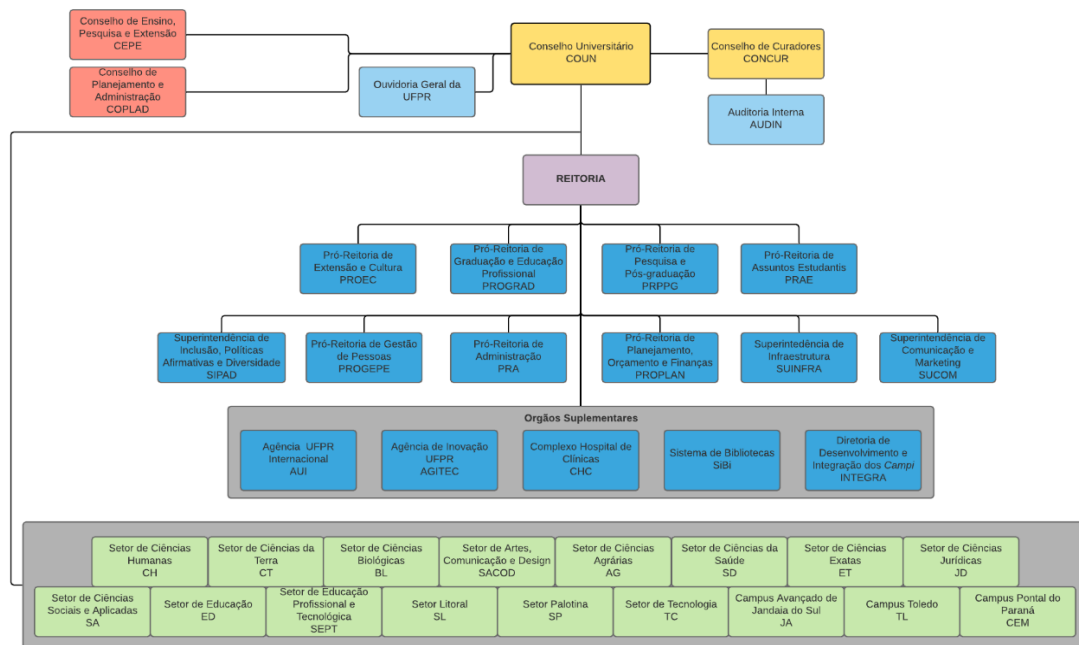 Conselho de Ensino,
Pesquisa e Extensão
CEPE
Conselho de
Planejamento e
Administração
COPLAD
Ouvidoria Geral da
UFPR
Conselho Universitário
COUN
Conselho de Curadores
CONCUR
Auditoria Interna
AUDIN
REITORIA
Pró-Reitoria de
Extensão e Cultura
PROEC
Pró-Reitoria de
Graduação e Educação
Profissional
PROGRAD
Pró-Reitoria de
Pesquisa e
Pós-graduação
PRPPG
Pró-Reitoria de
Assuntos Estudantis
PRAE
Superintendência de
Inclusão, Políticas
Afirmativas e Diversidade
SIPAD
Pró-Reitoria de Gestão
de Pessoas
PROGEPE
Pró-Reitoria de
Administração
PRA
Pró-Reitoria de
Planejamento,
Orçamento e Finanças
PROPLAN
Superintedência de
Infraestrutura
SUINFRA
Superintendência de
Comunicação e
Marketing
SUCOM
Orgãos Suplementares
Agência UFPR
Internacional
AUI
Agência de Inovação
UFPR
AGITEC
Complexo Hospital de
Clínicas
CHC
Sistema de Bibliotecas
SiBi
Diretoria de
Desenvolvimento e
Integração dos Campi
INTEGRA
Setor de Ciências
Humanas
CH
Setor de Ciências da
Terra
CT
Setor de Ciências
Biológicas
BL
Setor de Artes,
Comunicação e Design
SACOD
Setor de Ciências
Agrárias
AG
Setor de Ciências da
Saúde
SD
Setor de Ciências
Exatas
ET
Setor de Ciências
Jurídicas
JD
Setor de Ciências
Sociais e Aplicadas
SA
Setor de Educação
ED
Setor de Educação
Profissional e
Tecnológica
SEPT
Setor Litoral
SL
Setor Palotina
SP
Setor de Tecnologia
TC
Campus Avançado de
Jandaia do Sul
JA
Campus Toledo
TL
Campus Pontal do
Paraná
CEM